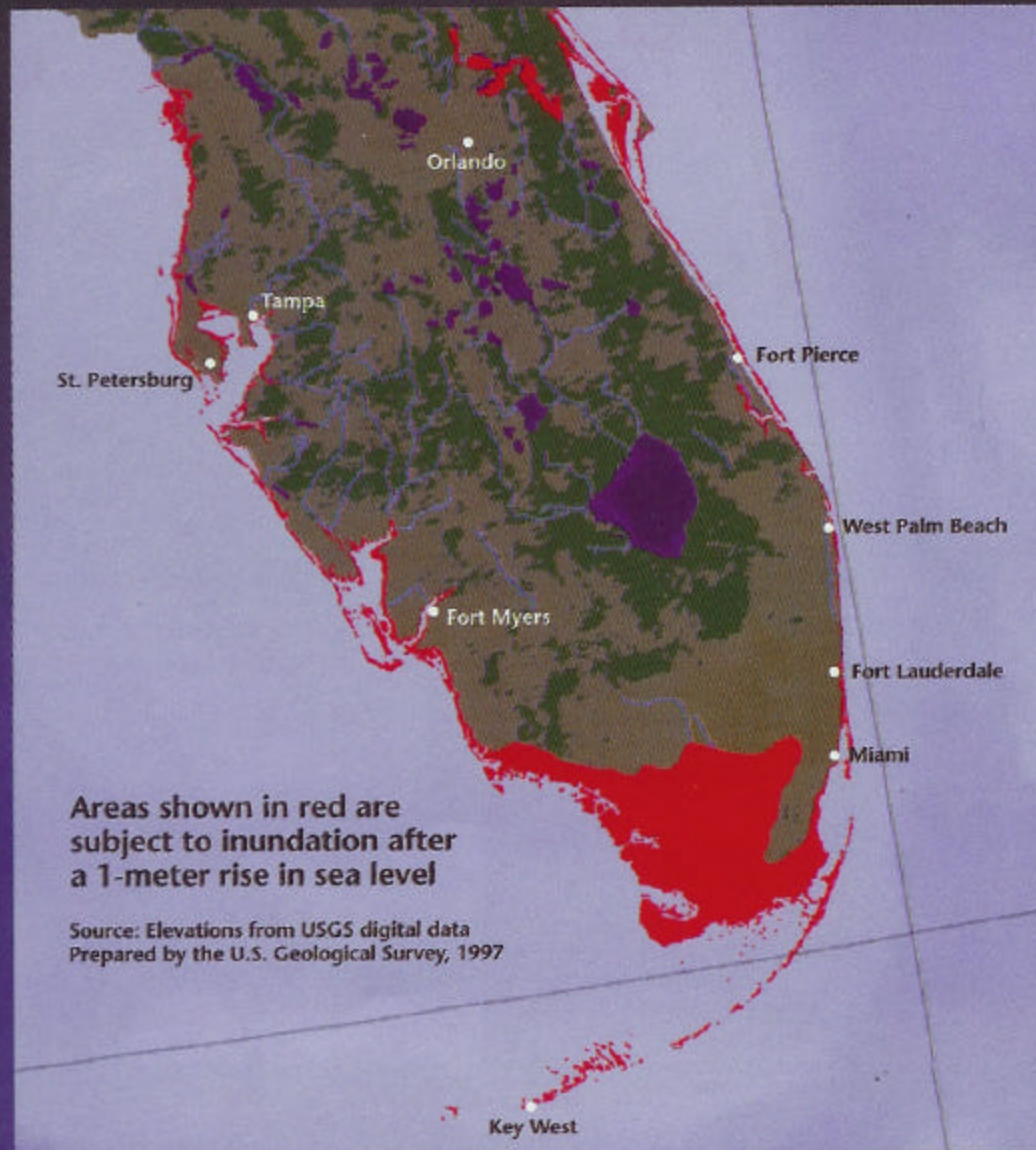 Orlando
Tampa
Fort Pierce
St. Petersburg
West Palm Beach
Fort Myers
Fort Lauderdale
Miami
Areas shown in red are
subject to inundation after
a 1-meter rise in sea level
Source: Elevations from USGS digital data
Prepared by the U.S. Geological Survey, 1997
Key West